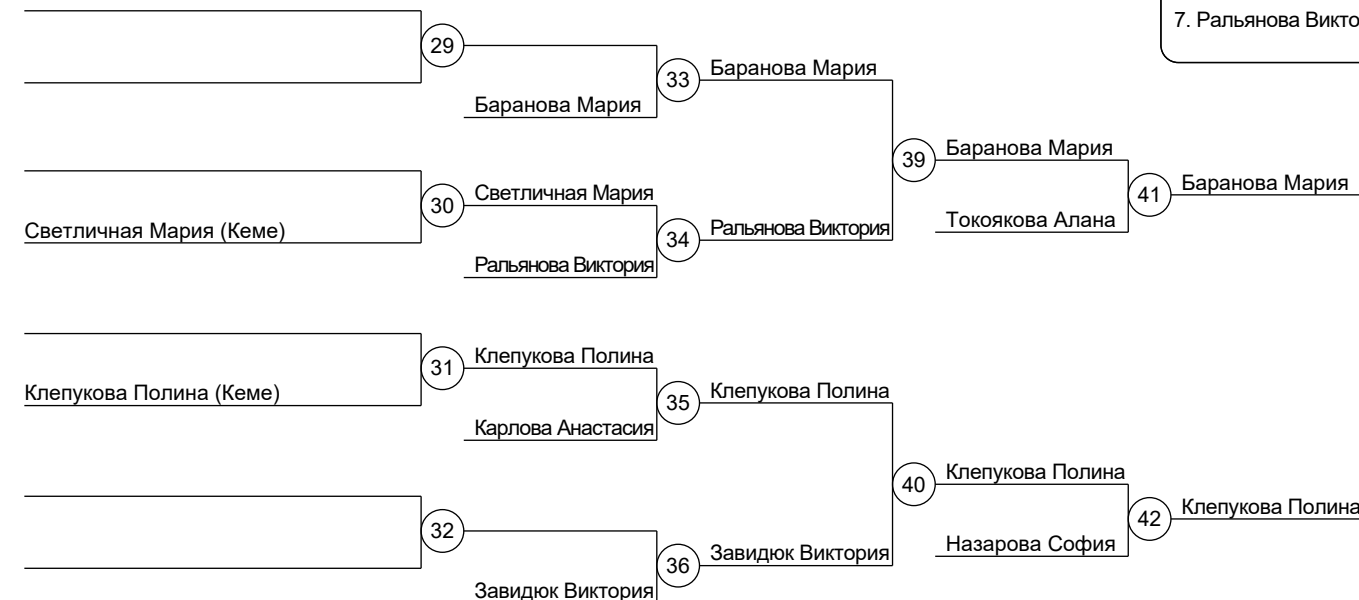 7. Ральянова Викто
29
33
Баранова Мария
Баранова Мария
39
Баранова Мария
41
Баранова Мария
Светличная Мария (Кеме)
30
Светличная Мария
34
Ральянова Виктория
Токоякова Алана
Ральянова Виктория
31
Клепукова Полина
Клепукова Полина (Кеме)
35
Клепукова Полина
Карлова Анастасия
40
Клепукова Полина
42
Клепукова Полина
32
36
Завидюк Виктория
Назарова София
Завидюк Виктория